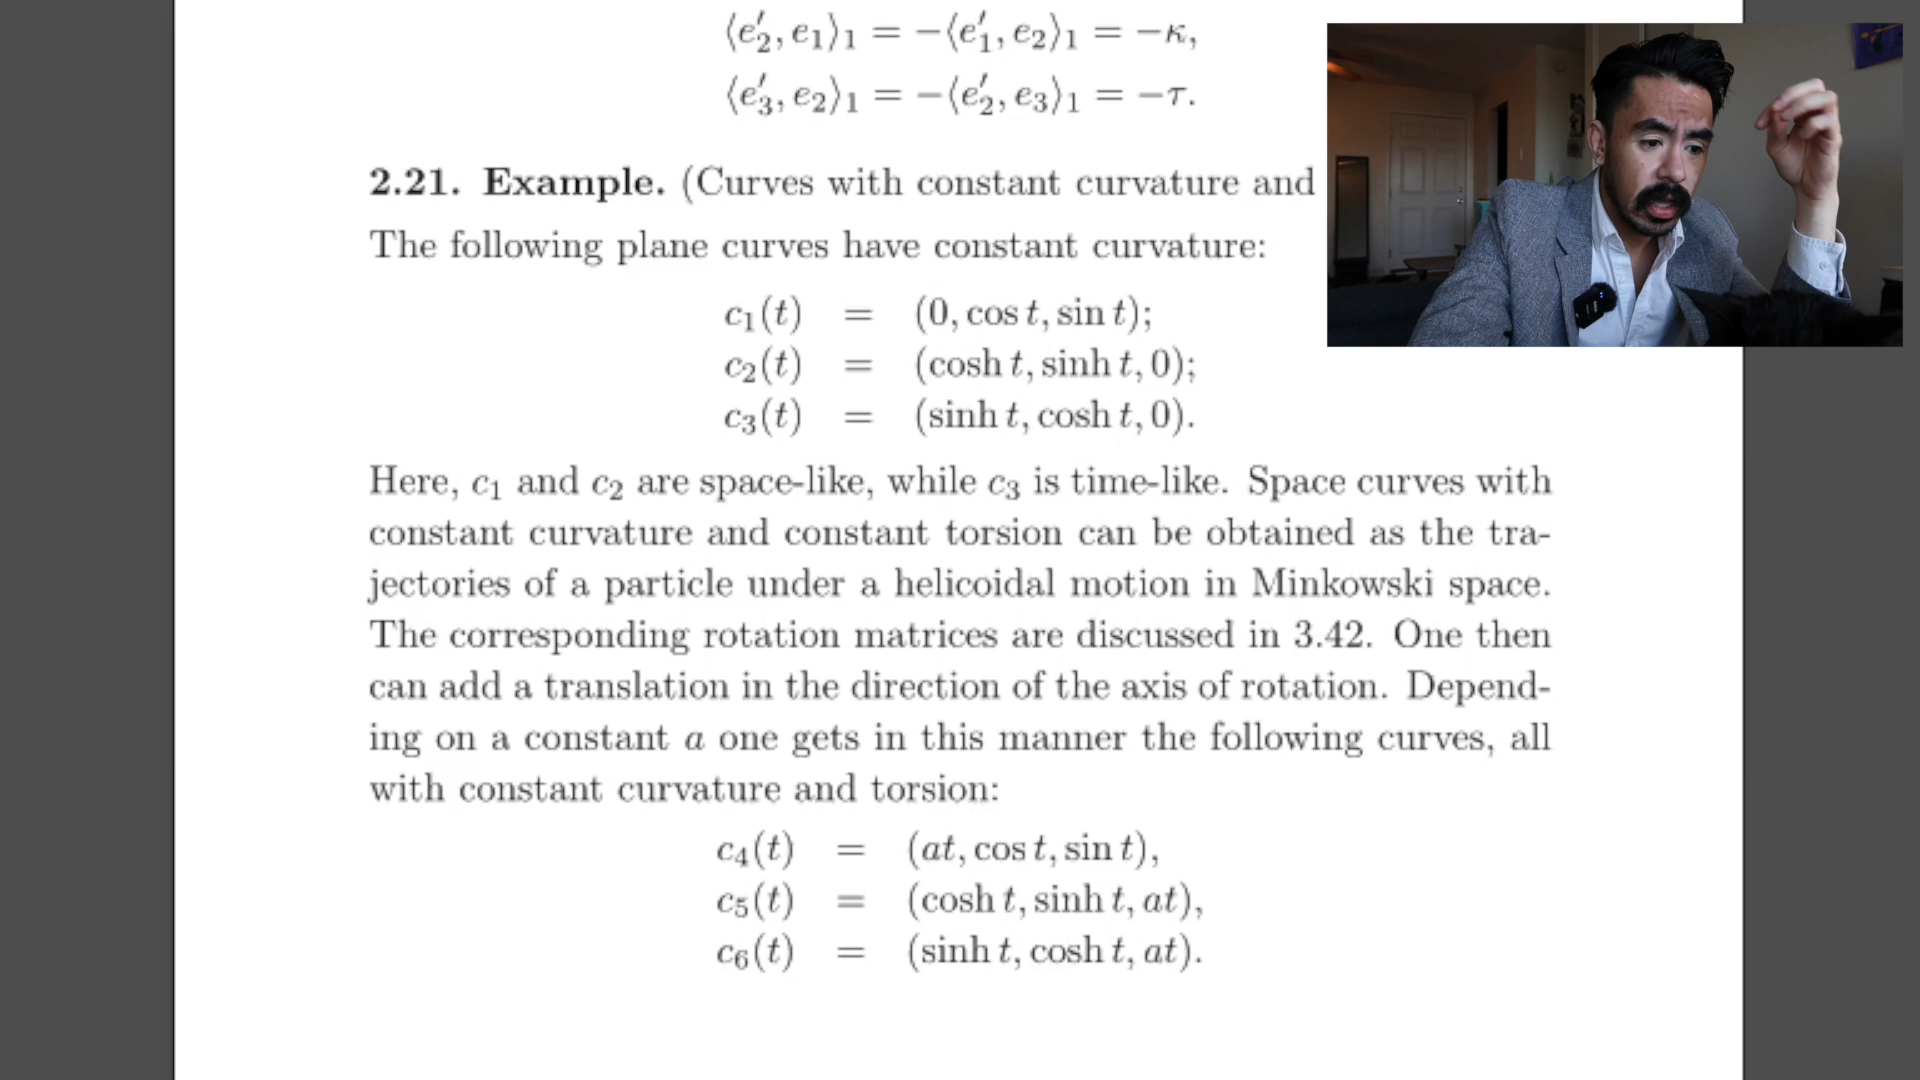 ⟨e′₂, e₁⟩₁ = −⟨e′₁, e₂⟩₁ = −κ,
⟨e′₃, e₂⟩₁ = −⟨e′₂, e₃⟩₁ = −τ.
2.21. Example. (Curves with constant curvature and
The following plane curves have constant curvature:
c₁(t) = (0, cos t, sin t);
c₂(t) = (cosh t, sinh t, 0);
c₃(t) = (sinh t, cosh t, 0).
Here, c₁ and c₂ are space-like, while c₃ is time-like. Space curves with
constant curvature and constant torsion can be obtained as the tra-
jectories of a particle under a helicoidal motion in Minkowski space.
The corresponding rotation matrices are discussed in 3.42. One then
can add a translation in the direction of the axis of rotation. Depend-
ing on a constant a one gets in this manner the following curves, all
with constant curvature and torsion:
c₄(t) = (at, cos t, sin t),
c₅(t) = (cosh t, sinh t, at),
c₆(t) = (sinh t, cosh t, at).